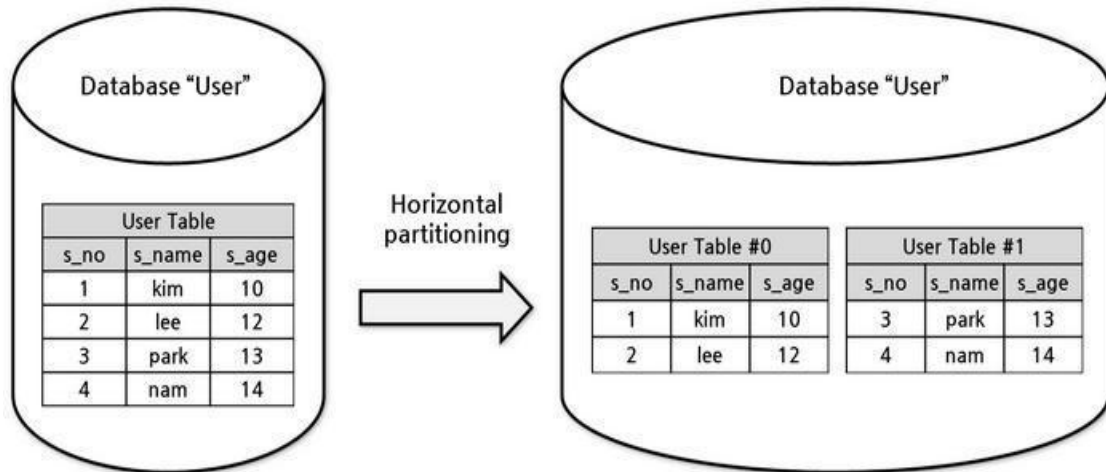 Database “User”
User Table
s_no s_name s_age
1 kim 10
2 lee 12
3 park 13
4 nam 14
Horizontal
partitioning
Database “User”
User Table #0
s_no s_name s_age
1 kim 10
2 lee 12
User Table #1
s_no s_name s_age
3 park 13
4 nam 14